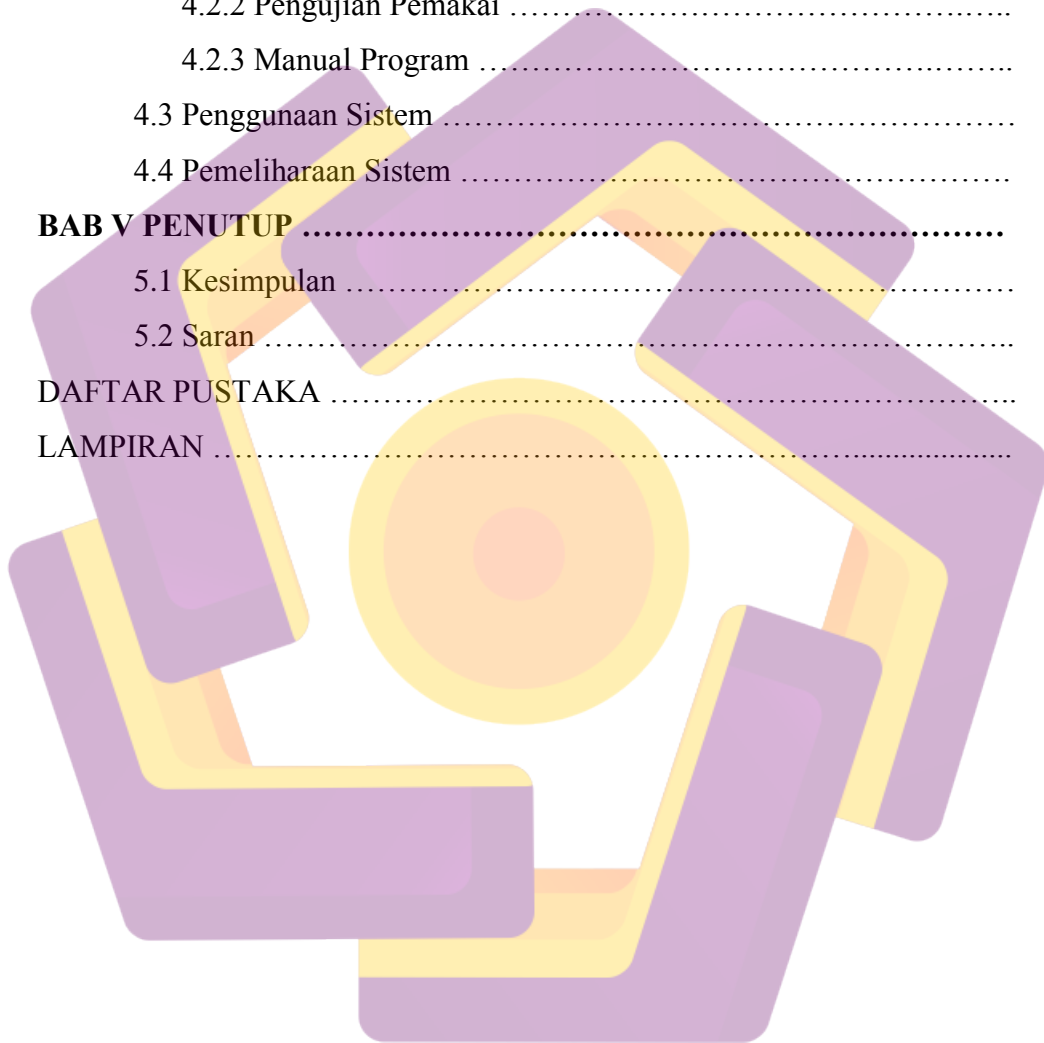 4.2.2 Pengujian Pemakai ……………………………………………….…..
4.2.3 Manual Program ……………………………………………….……..
4.3 Penggunaan Sistem …………………………………………………………
4.4 Pemeliharaan Sistem ……………………………………………………….
BAB V PENUTUP ……………………………………………………………………
5.1 Kesimpulan …………………………………………………………………
5.2 Saran ………………………………………………………………………..
DAFTAR PUSTAKA …………………………………………………………………..
LAMPIRAN ……………………………………………………………....................